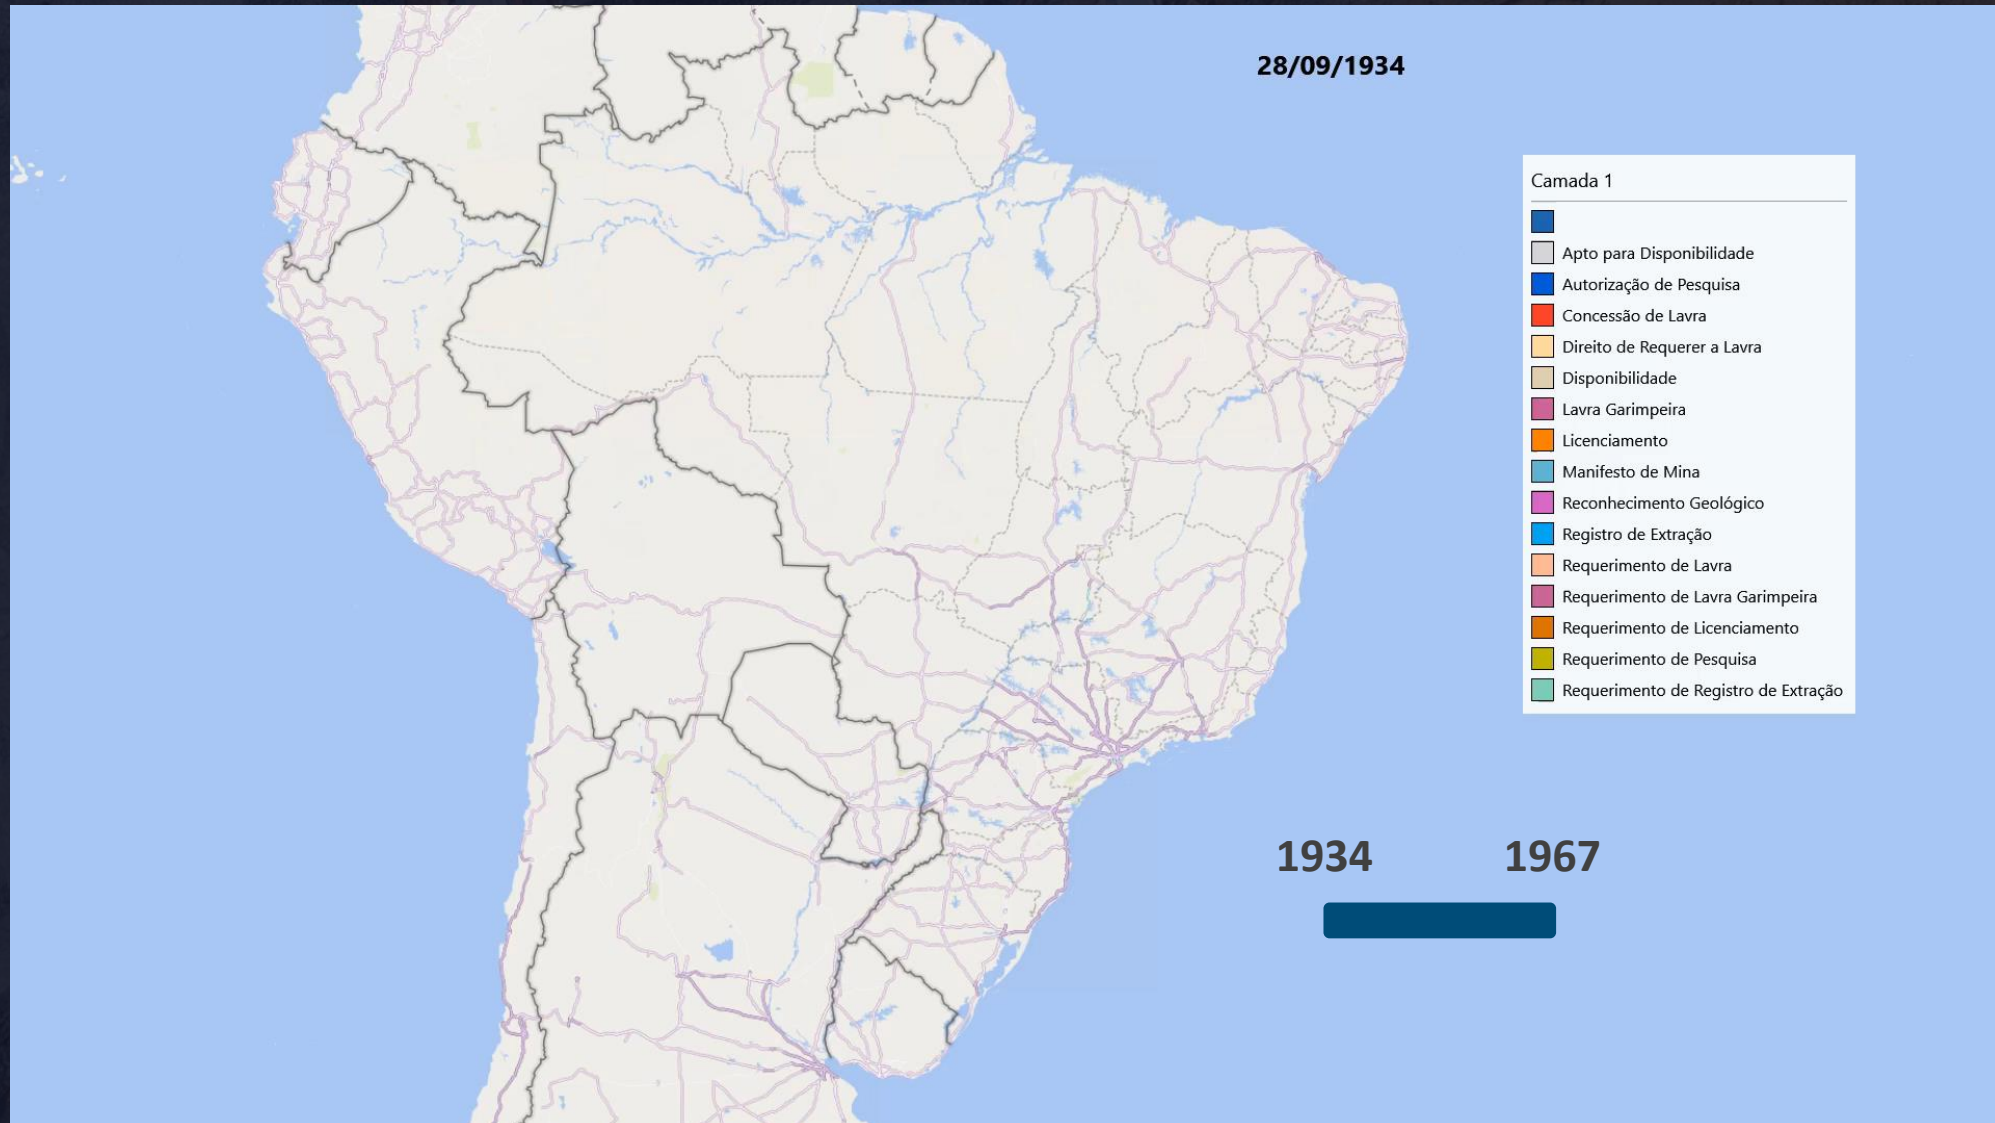 28/09/1934
Camada 1
Apto para Disponibilidade
Autorização de Pesquisa
Concessão de Lavra
Direito de Requerer a Lavra
Disponibilidade
Lavra Garimpeira
Licenciamento
Manifesto de Mina
Reconhecimento Geológico
Registro de Extração
Requerimento de Lavra
Requerimento de Lavra Garimpeira
Requerimento de Licenciamento
Requerimento de Pesquisa
Requerimento de Registro de Extração
1934 1967